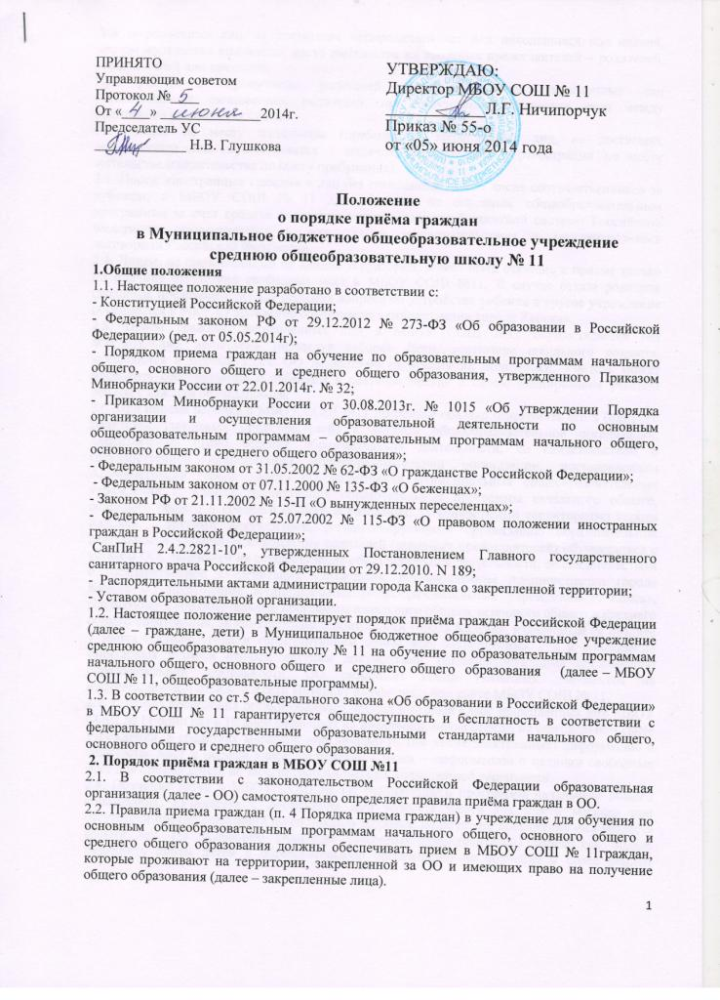 ПРИНЯТО
Управляющим советом
Протокол № 5
От « 4 » июня 2014г.
Председатель УС
____________ Н.В. Глушкова
УТВЕРЖДАЮ:
Директор МБОУ СОШ № 11
____________ Л.Г. Ничипорчук
Приказ № 55-о
от «05» июня 2014 года
Положение
о порядке приёма граждан
в Муниципальное бюджетное общеобразовательное учреждение
среднюю общеобразовательную школу № 11
1.Общие положения
1.1. Настоящее положение разработано в соответствии с:
- Конституцией Российской Федерации;
- Федеральным законом РФ от 29.12.2012 № 273-ФЗ «Об образовании в Российской
Федерации» (ред. от 05.05.2014г);
- Порядком приема граждан на обучение по образовательным программам начального
общего, основного общего и среднего общего образования, утвержденного Приказом
Минобрнауки России от 22.01.2014г. № 32;
- Приказом Минобрнауки России от 30.08.2013г. № 1015 «Об утверждении Порядка
организации и осуществления образовательной деятельности по основным
общеобразовательным программам – образовательным программам начального общего,
основного общего и среднего общего образования»;
- Федеральным законом от 31.05.2002 № 62-ФЗ «О гражданстве Российской Федерации»;
- Федеральным законом от 07.11.2000 № 135-ФЗ «О беженцах»;
- Законом РФ от 21.11.2002 № 15-П «О вынужденных переселенцах»;
- Федеральным законом от 25.07.2002 № 115-ФЗ «О правовом положении иностранных
граждан в Российской Федерации»;
СанПиН 2.4.2.2821-10", утвержденных Постановлением Главного государственного
санитарного врача Российской Федерации от 29.12.2010. N 189;
- Распорядительными актами администрации города Канска о закрепленной территории;
- Уставом образовательной организации.
1.2. Настоящее положение регламентирует порядок приёма граждан Российской Федерации
(далее – граждане, дети) в Муниципальное бюджетное общеобразовательное учреждение
среднюю общеобразовательную школу № 11 на обучение по образовательным программам
начального общего, основного общего и среднего общего образования (далее – МБОУ
СОШ № 11, общеобразовательные программы).
1.3. В соответствии со ст.5 Федерального закона «Об образовании в Российской Федерации»
в МБОУ СОШ № 11 гарантируется общедоступность и бесплатность в соответствии с
федеральными государственными образовательными стандартами начального общего,
основного общего и среднего общего образования.
2. Порядок приёма граждан в МБОУ СОШ №11
2.1. В соответствии с законодательством Российской Федерации образовательная
организация (далее - ОО) самостоятельно определяет правила приёма граждан в ОО.
2.2. Правила приема граждан (п. 4 Порядка приема граждан) в учреждение для обучения по
основным общеобразовательным программам начального общего, основного общего и
среднего общего образования должны обеспечивать прием в МБОУ СОШ № 11граждан,
которые проживают на территории, закрепленной за ОО и имеющих право на получение
общего образования (далее – закрепленные лица).
1